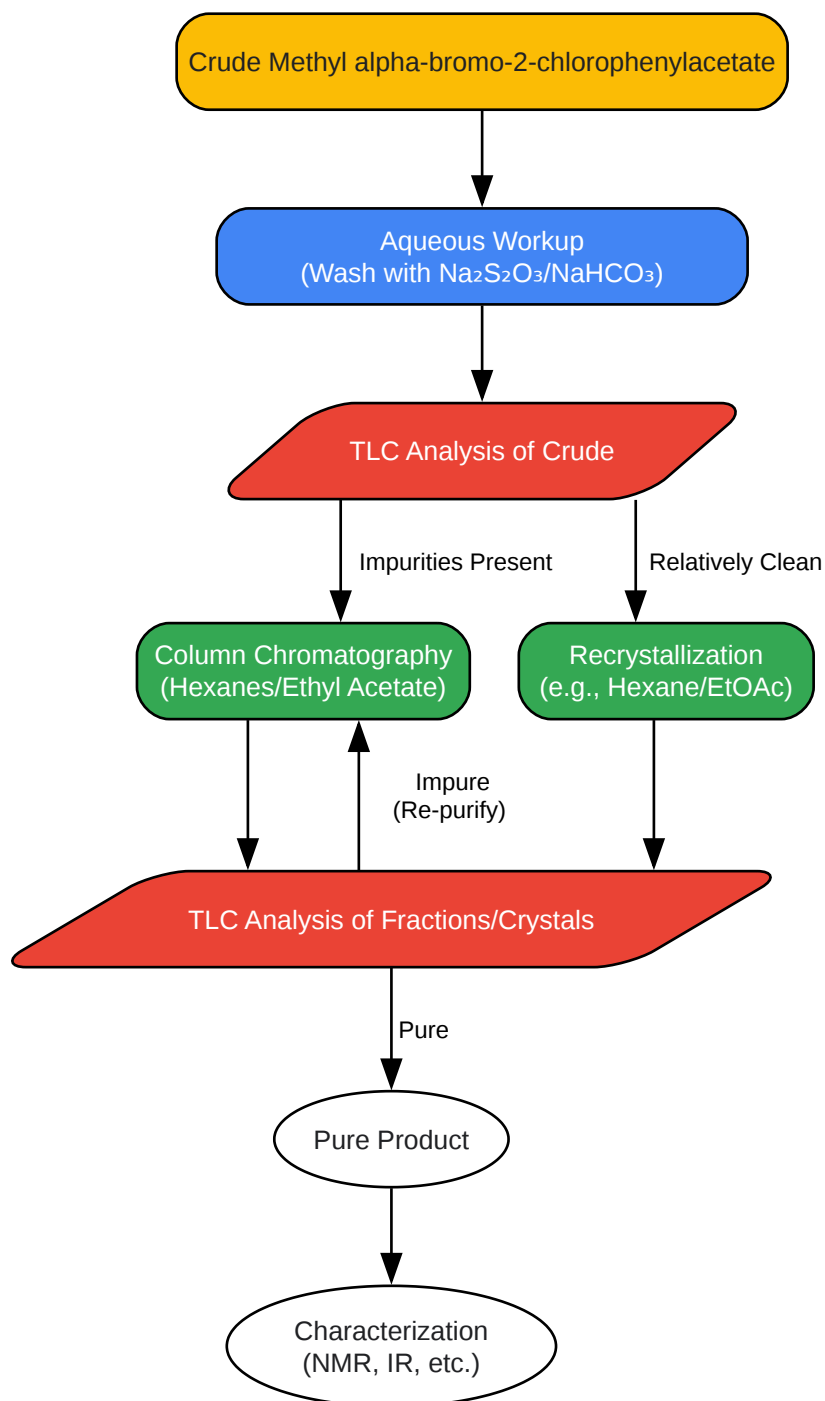 Crude Methyl alpha-bromo-2-chlorophenylacetate
Aqueous Workup
(Wash with Na₂S₂O₃/NaHCO₃)
TLC Analysis of Crude
Impurities Present
Relatively Clean
Column Chromatography
(Hexanes/Ethyl Acetate)
Recrystallization
(e.g., Hexane/EtOAc)
Impure
(Re-purify)
TLC Analysis of Fractions/Crystals
Pure
Pure Product
Characterization
(NMR, IR, etc.)